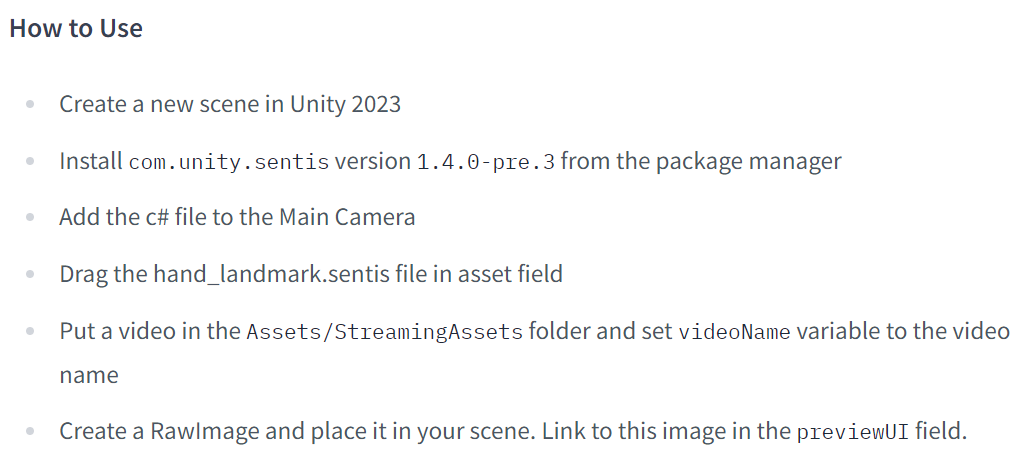 How to Use
Create a new scene in Unity 2023
Install com.unity.sentis version 1.4.0-pre.3 from the package manager
Add the c# file to the Main Camera
Drag the hand_landmark.sentis file in asset field
Put a video in the Assets/StreamingAssets folder and set videoName variable to the video
name
Create a RawImage and place it in your scene. Link to this image in the previewUI field.